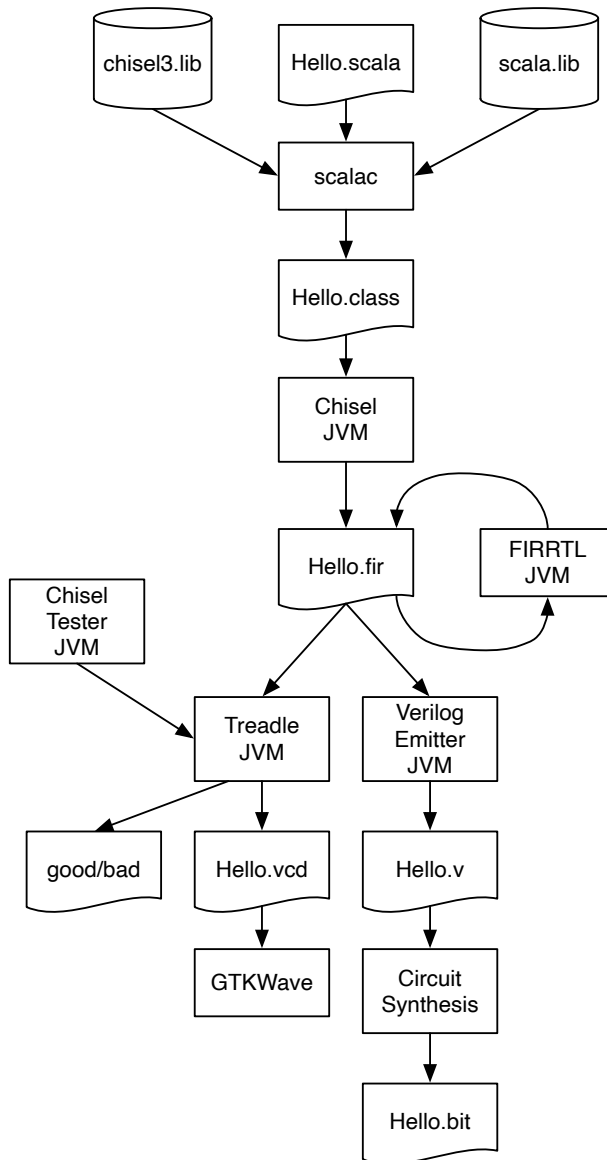 chisel3.lib
Hello.scala
scala.lib
scalac
Hello.class
Chisel
JVM
Hello.fir
FIRRTL
JVM
Chisel
Tester
JVM
Treadle
JVM
Verilog
Emitter
JVM
good/bad
Hello.vcd
Hello.v
GTKWave
Circuit
Synthesis
Hello.bit